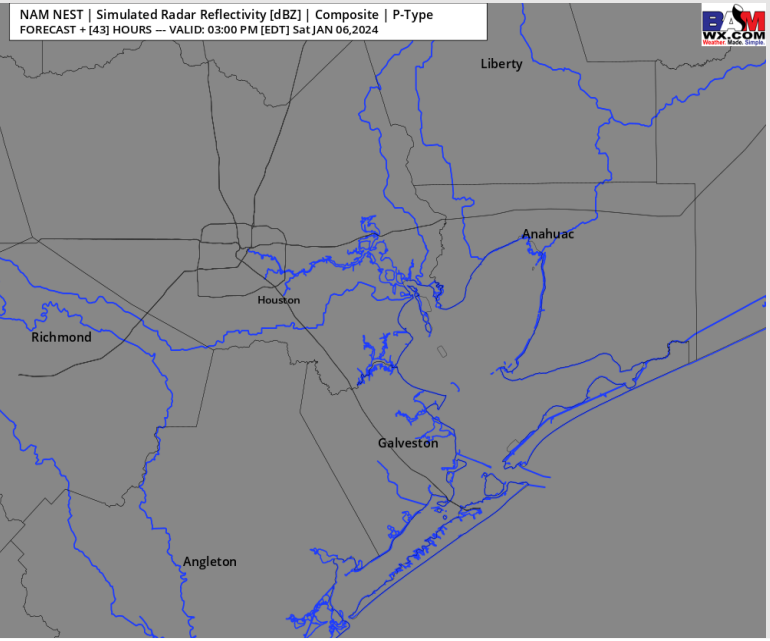 NAM NEST | Simulated Radar Reflectivity [dBZ] | Composite | P-Type
FORECAST + [43] HOURS --- VALID: 03:00 PM [EDT] Sat JAN 06,2024
BAM
WX.COM
Weather. Made. Simple.
Liberty
Anahuac
Houston
Richmond
Galveston
Angleton